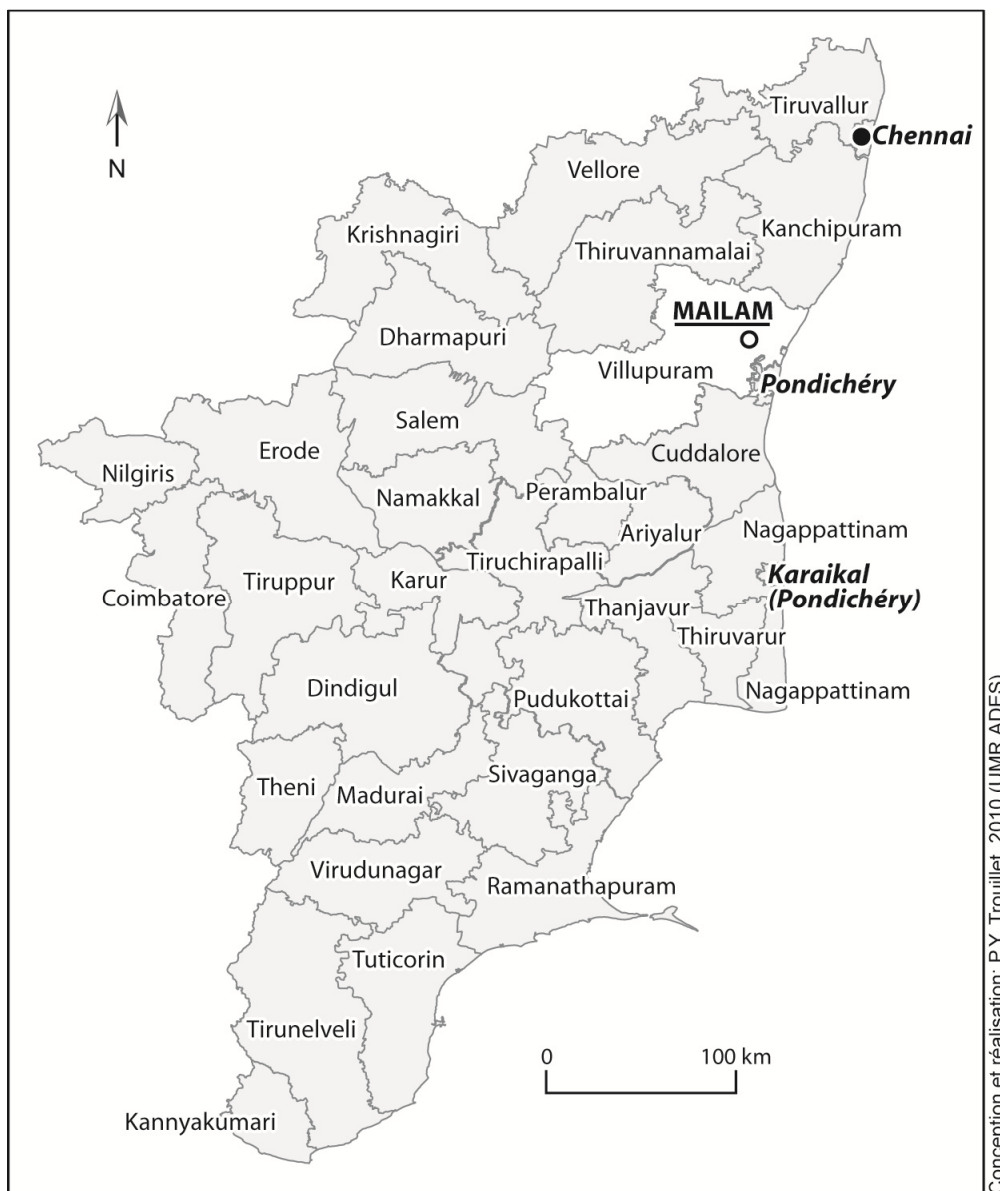 Tiruvallur
Chennai
Vellore
Kanchipuram
Krishnagiri
Thiruvannamalai
MAILAM
Dharmapuri
Villupuram
Pondichéry
Salem
Erode
Cuddalore
Nilgiris
Namakkal
Perambalur
Ariyalur
Nagappattinam
Tiruchirapalli
Karur
Tiruppur
Coimbatore
Karaikal
(Pondichéry)
Thanjavur
Thiruvarur
Dindigul
Pudukottai
Nagappattinam
Sivaganga
Theni
Madurai
Virudunagar
Ramanathapuram
Tuticorin
Tirunelveli
Kannyakumari
N
0 100 km
Conception et réalisation: P.Y. Trouillet, 2010 (UMR ADES)